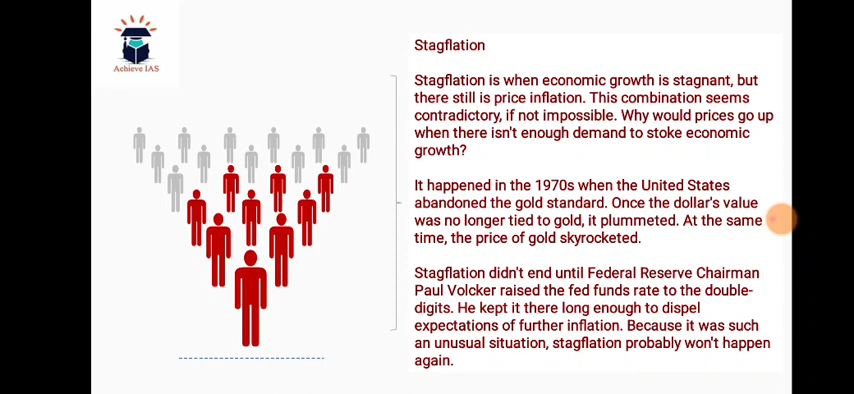 Achieve IAS
Stagflation
Stagflation is when economic growth is stagnant, but
there still is price inflation. This combination seems
contradictory, if not impossible. Why would prices go up
when there isn't enough demand to stoke economic
growth?
It happened in the 1970s when the United States
abandoned the gold standard. Once the dollar's value
was no longer tied to gold, it plummeted. At the same
time, the price of gold skyrocketed.
Stagflation didn't end until Federal Reserve Chairman
Paul Volcker raised the fed funds rate to the double-
digits. He kept it there long enough to dispel
expectations of further inflation. Because it was such
an unusual situation, stagflation probably won't happen
again.